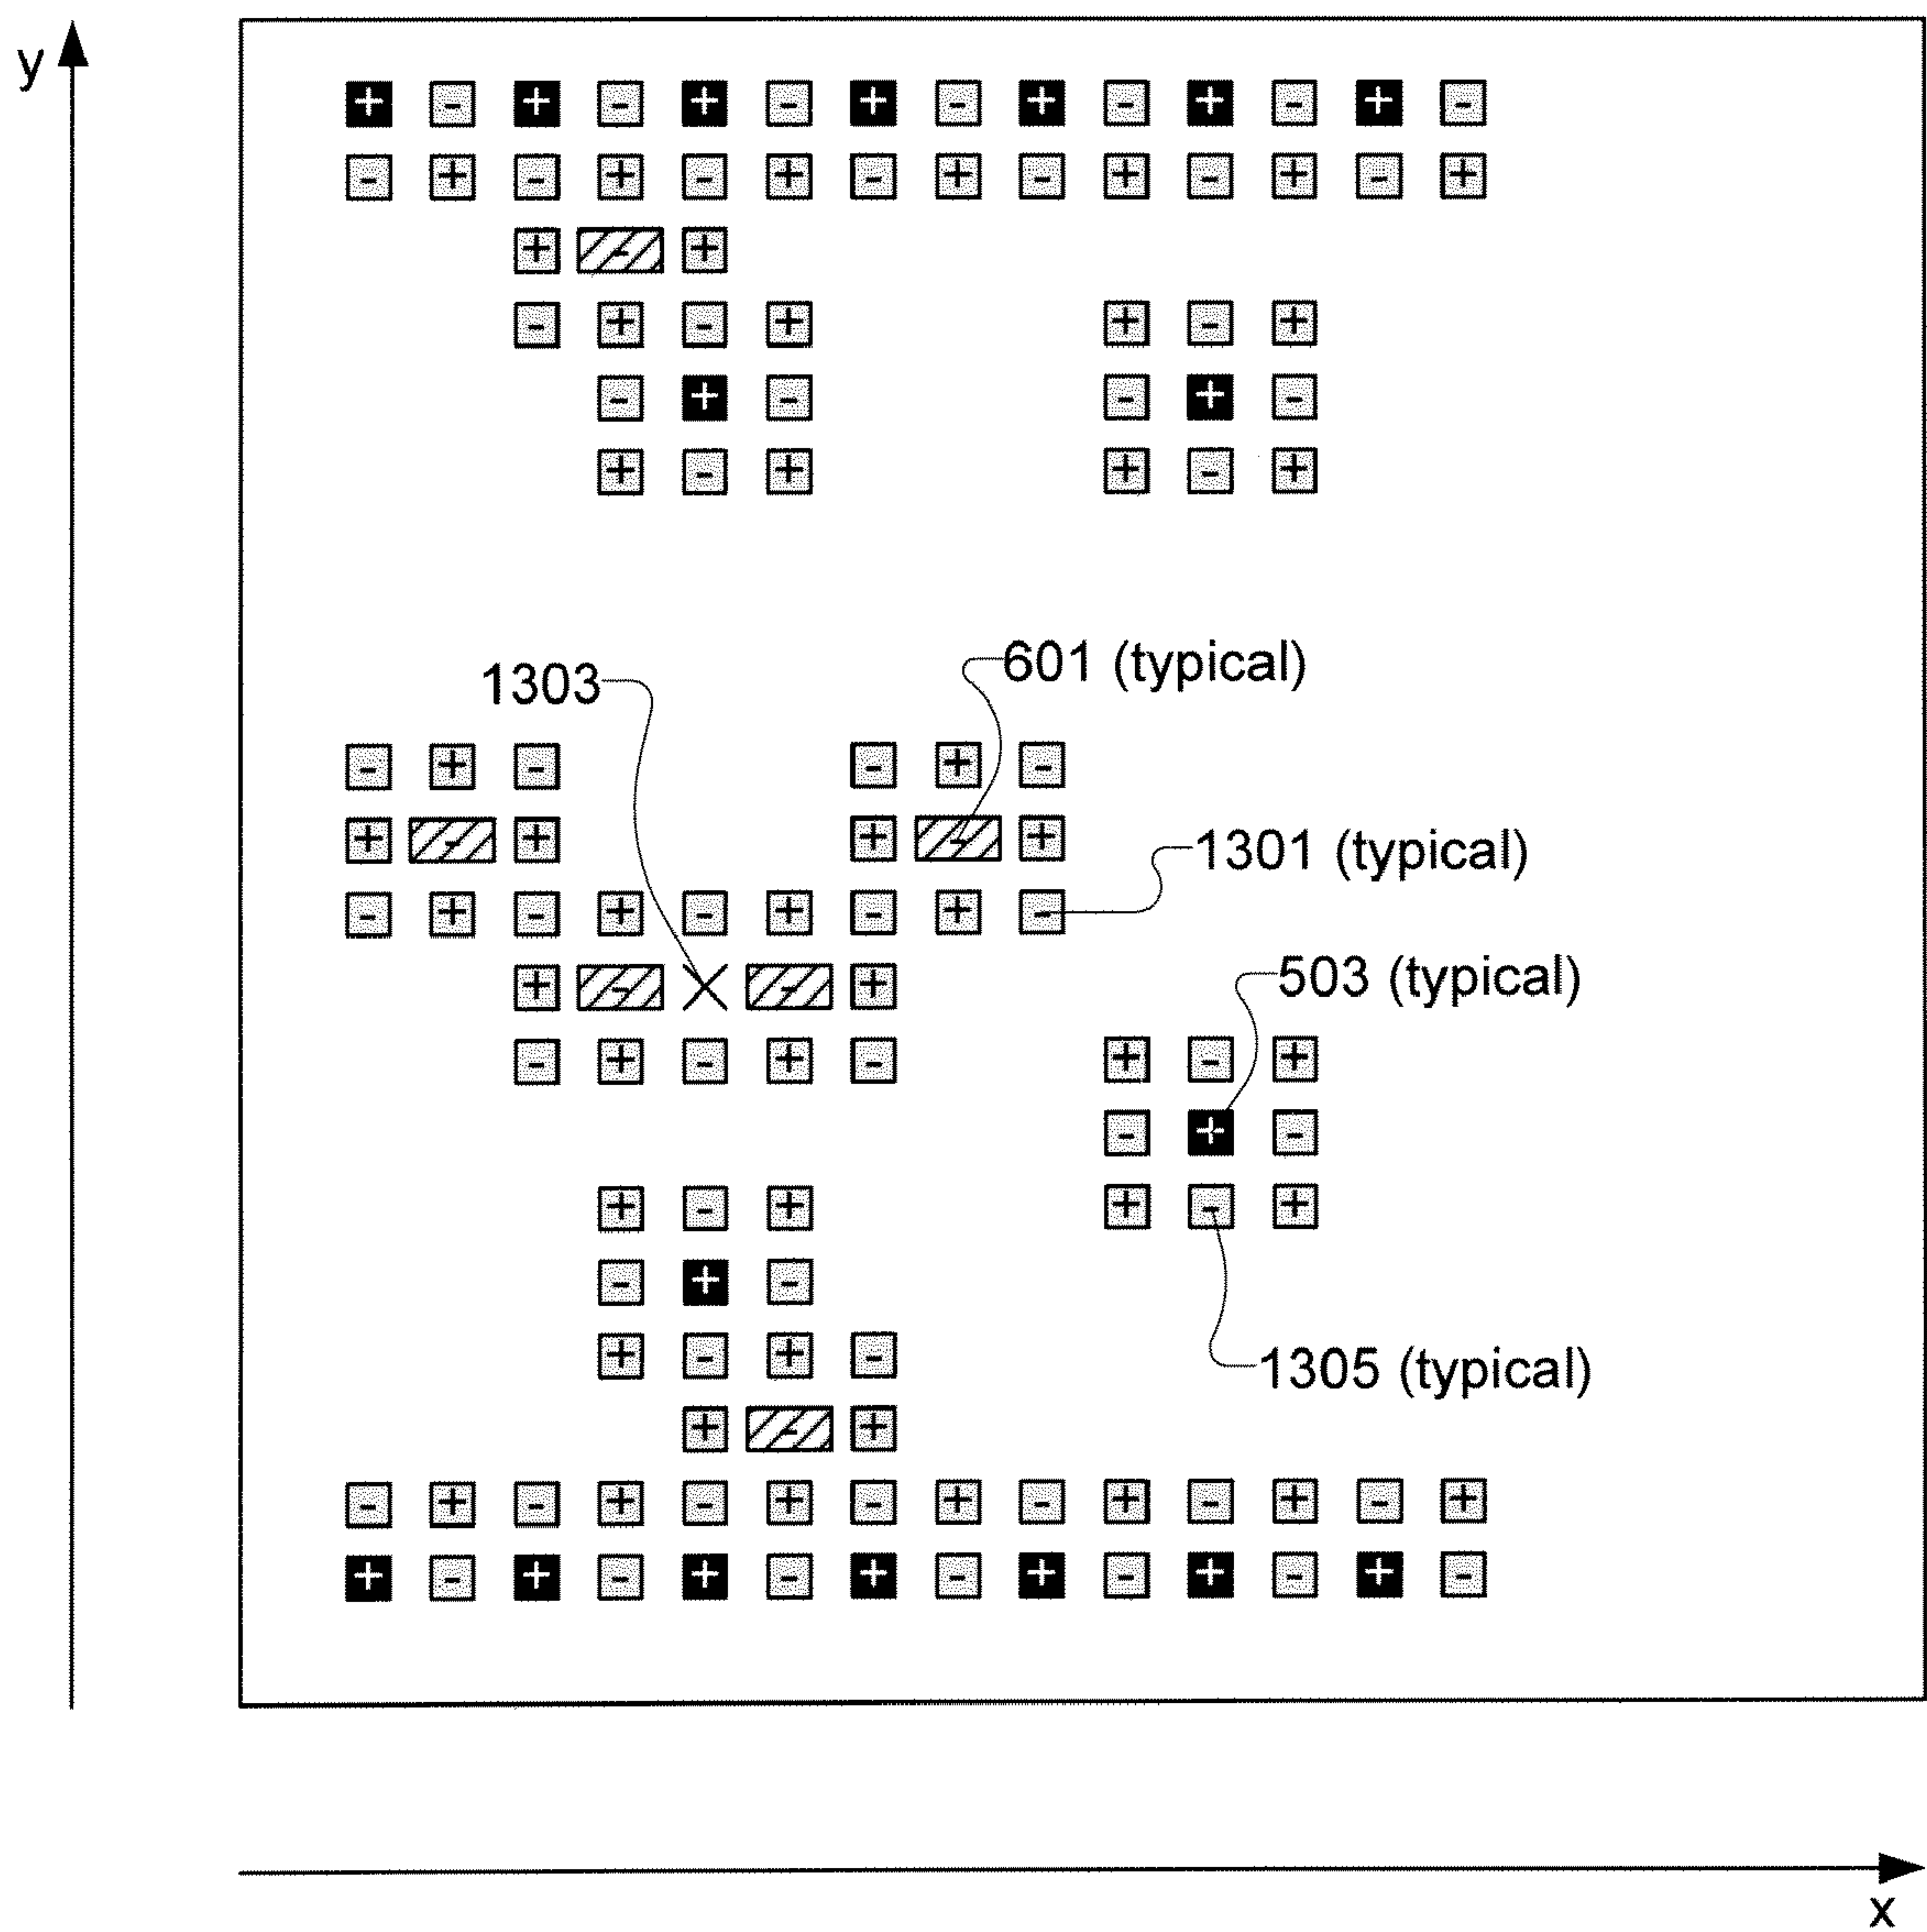 y
+ - + - + - + - + - + - + -
- + - + - + - + - + - + - +
+ - +
- + - + + - +
- + - - + -
+ - + + - +
1303
601 (typical)
- + - - + -
+ - + + - +
1301 (typical)
- + - + - + - + -
503 (typical)
+ - - +
- + - + - + - +
- + -
+ - + + - +
- + -
1305 (typical)
+ - + -
+ - +
- + - + - + - + - + - + - +
+ - + - + - + - + - + - + -
x